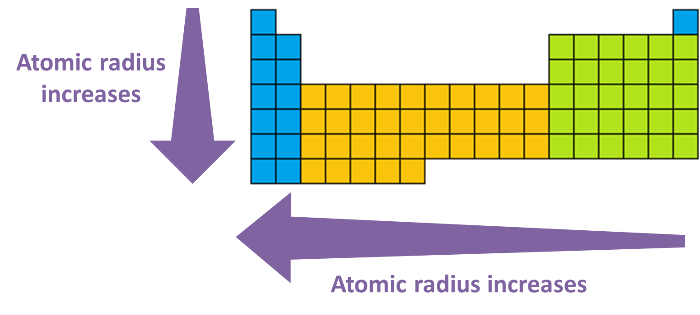 Atomic radius
increases
Atomic radius increases